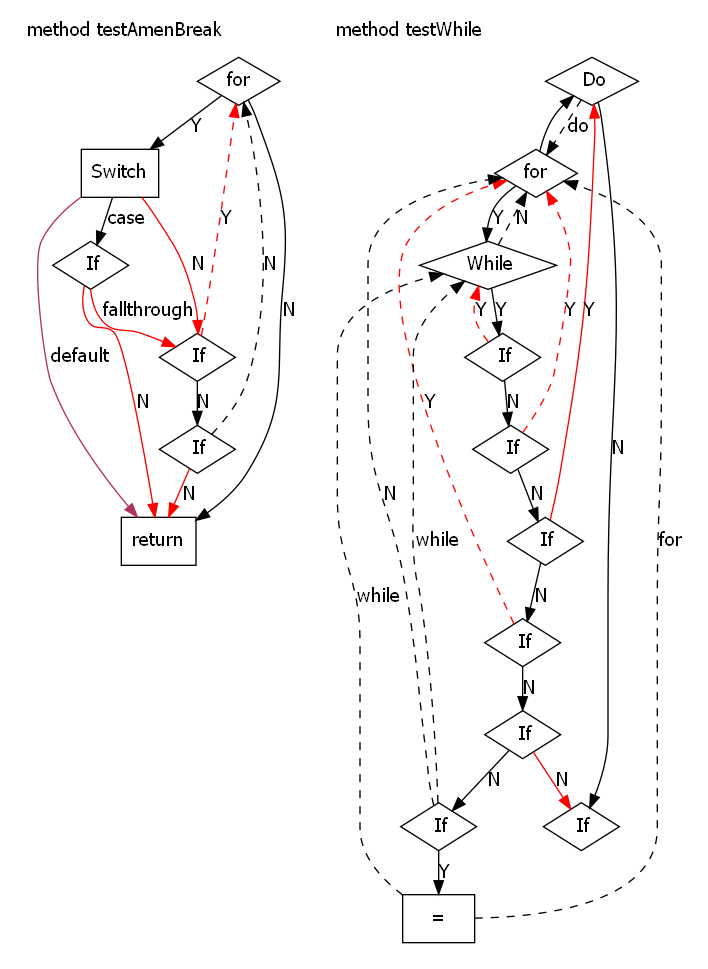 method testAmenBreak
for
Y
Switch
case
If
N
Y
N
fallthrough
N
default
If
N
N
If
N
return
method testWhile
Do
do
for
Y
N
While
Y
Y
If
Y
Y
N
If
Y
N
N
N
If
while
for
N
while
If
N
If
N
N
If
If
Y
=